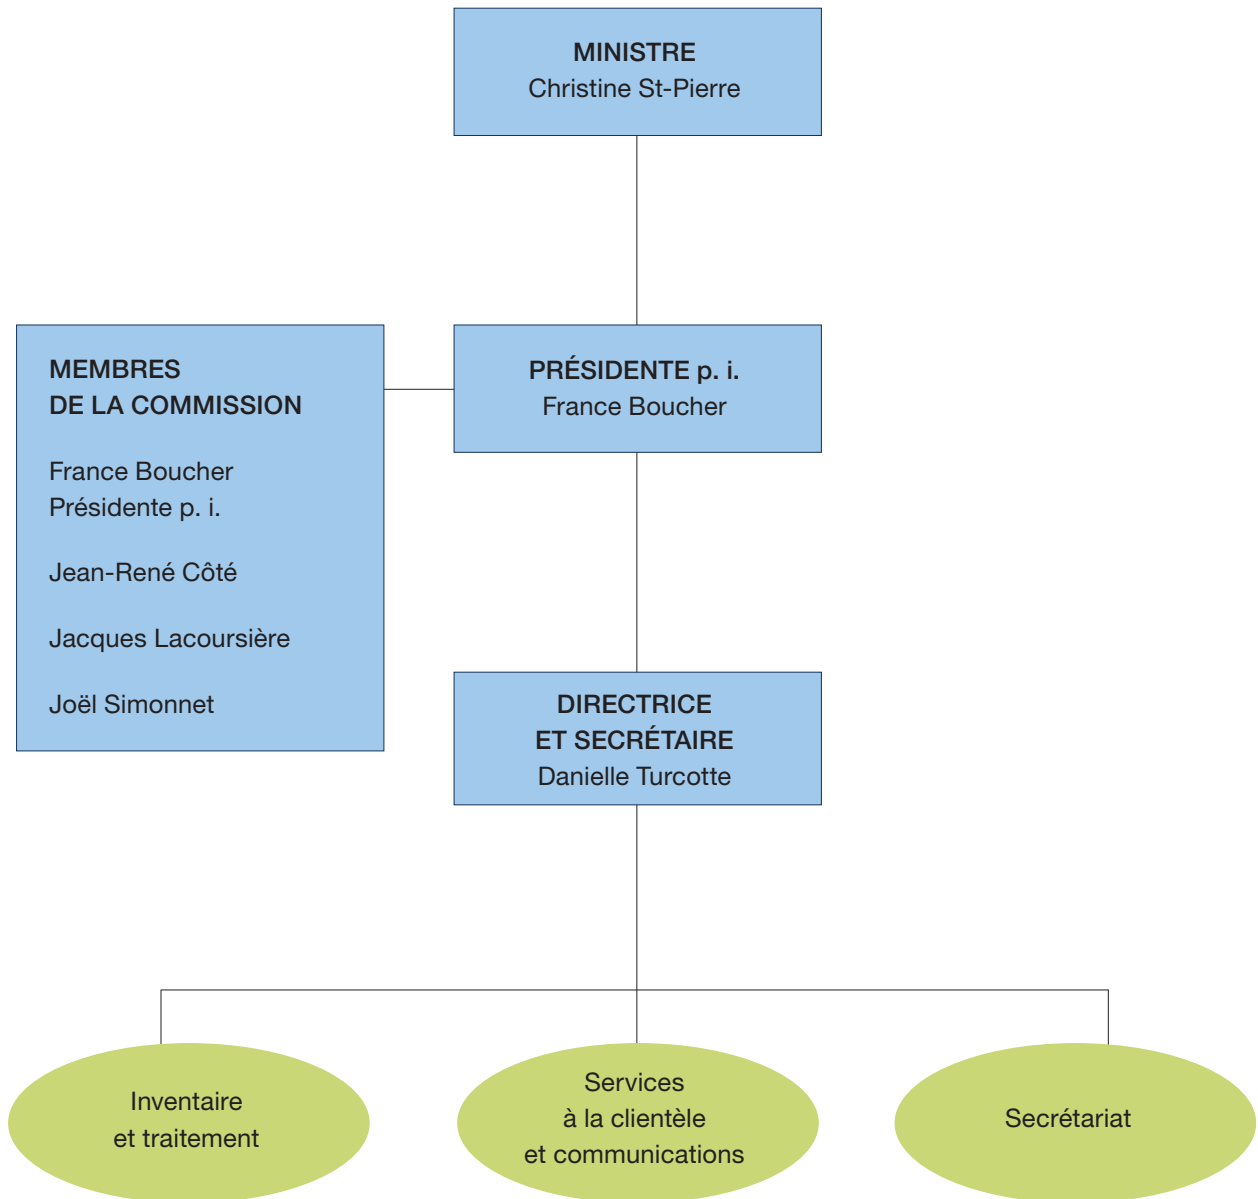 MINISTRE
Christine St-Pierre
MEMBRES
DE LA COMMISSION
France Boucher
Présidente p. i.
Jean-René Côté
Jacques Lacoursière
Joël Simonnet
PRÉSIDENTE p. i.
France Boucher
DIRECTRICE
ET SECRÉTAIRE
Danielle Turcotte
Inventaire
et traitement
Services
à la clientèle
et communications
Secrétariat